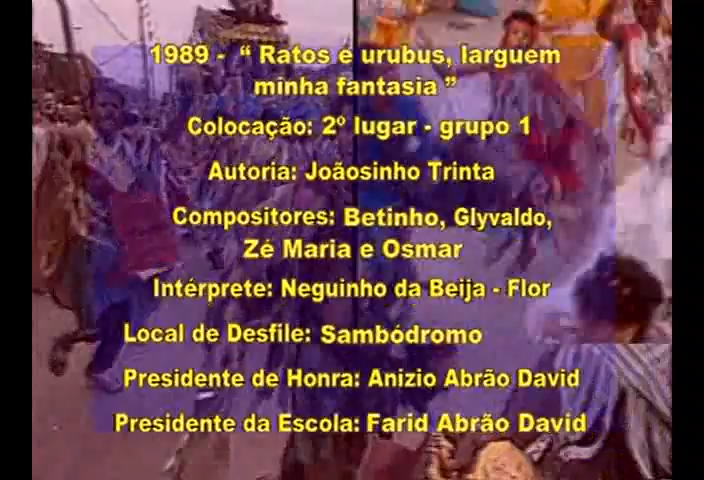 1989 - “ Ratos e urubus, larguem
minha fantasia ”
Colocação: 2º lugar - grupo 1
Autoria: Joãosinho Trinta
Compositores: Betinho, Glyvaldo,
Zé Maria e Osmar
Intérprete: Neguinho da Beija - Flor
Local de Desfile: Sambódromo
Presidente de Honra: Anizio Abrão David
Presidente da Escola: Farid Abrão David